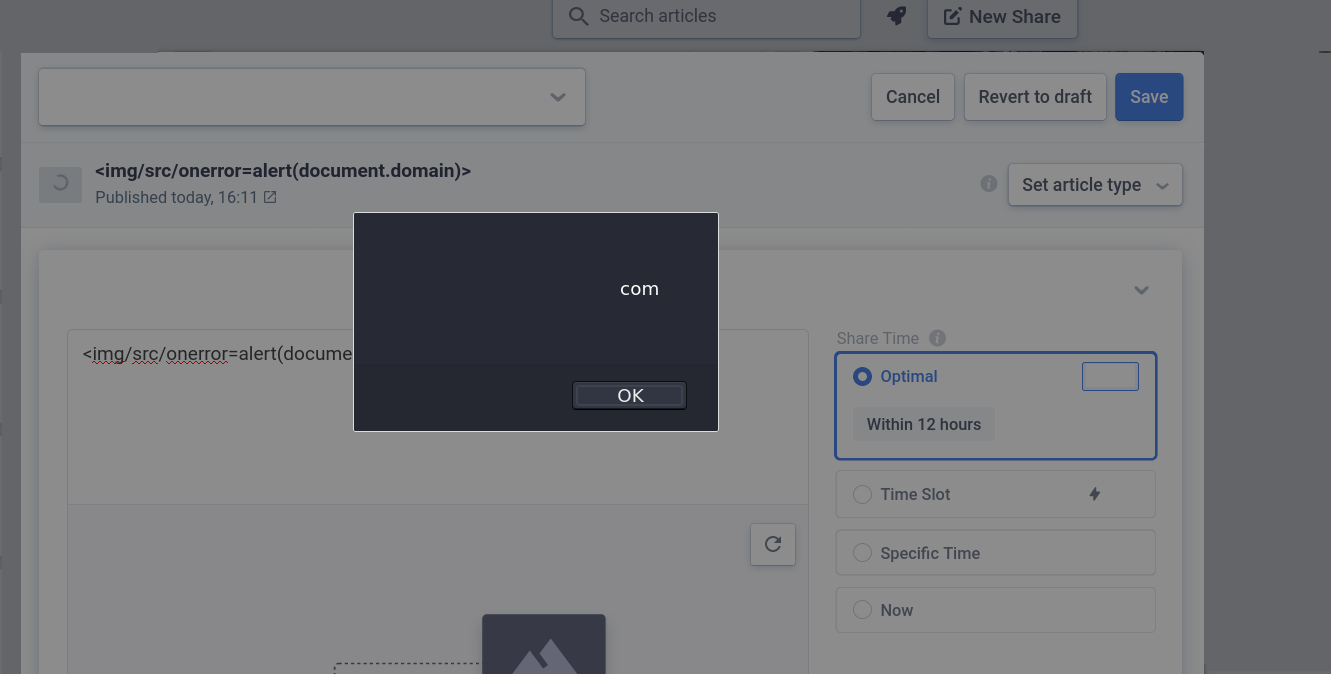 Search articles
New Share
Cancel
Revert to draft
Save
<img/src/onerror=alert(document.domain)>
Published today, 16:11
Set article type
com
OK
<img/src/onerror=alert(docume
Share Time
Optimal
Within 12 hours
Time Slot
Specific Time
Now